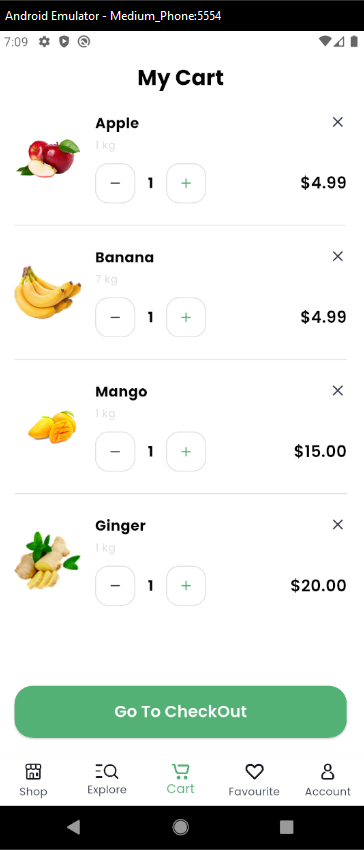 Android Emulator - Medium_Phone:5554
7:09
My Cart
Apple
1 kg
1
$4.99
Banana
7 kg
1
$4.99
Mango
1 kg
1
$15.00
Ginger
1 kg
1
$20.00
Go To CheckOut
Shop
Explore
Cart
Favourite
Account